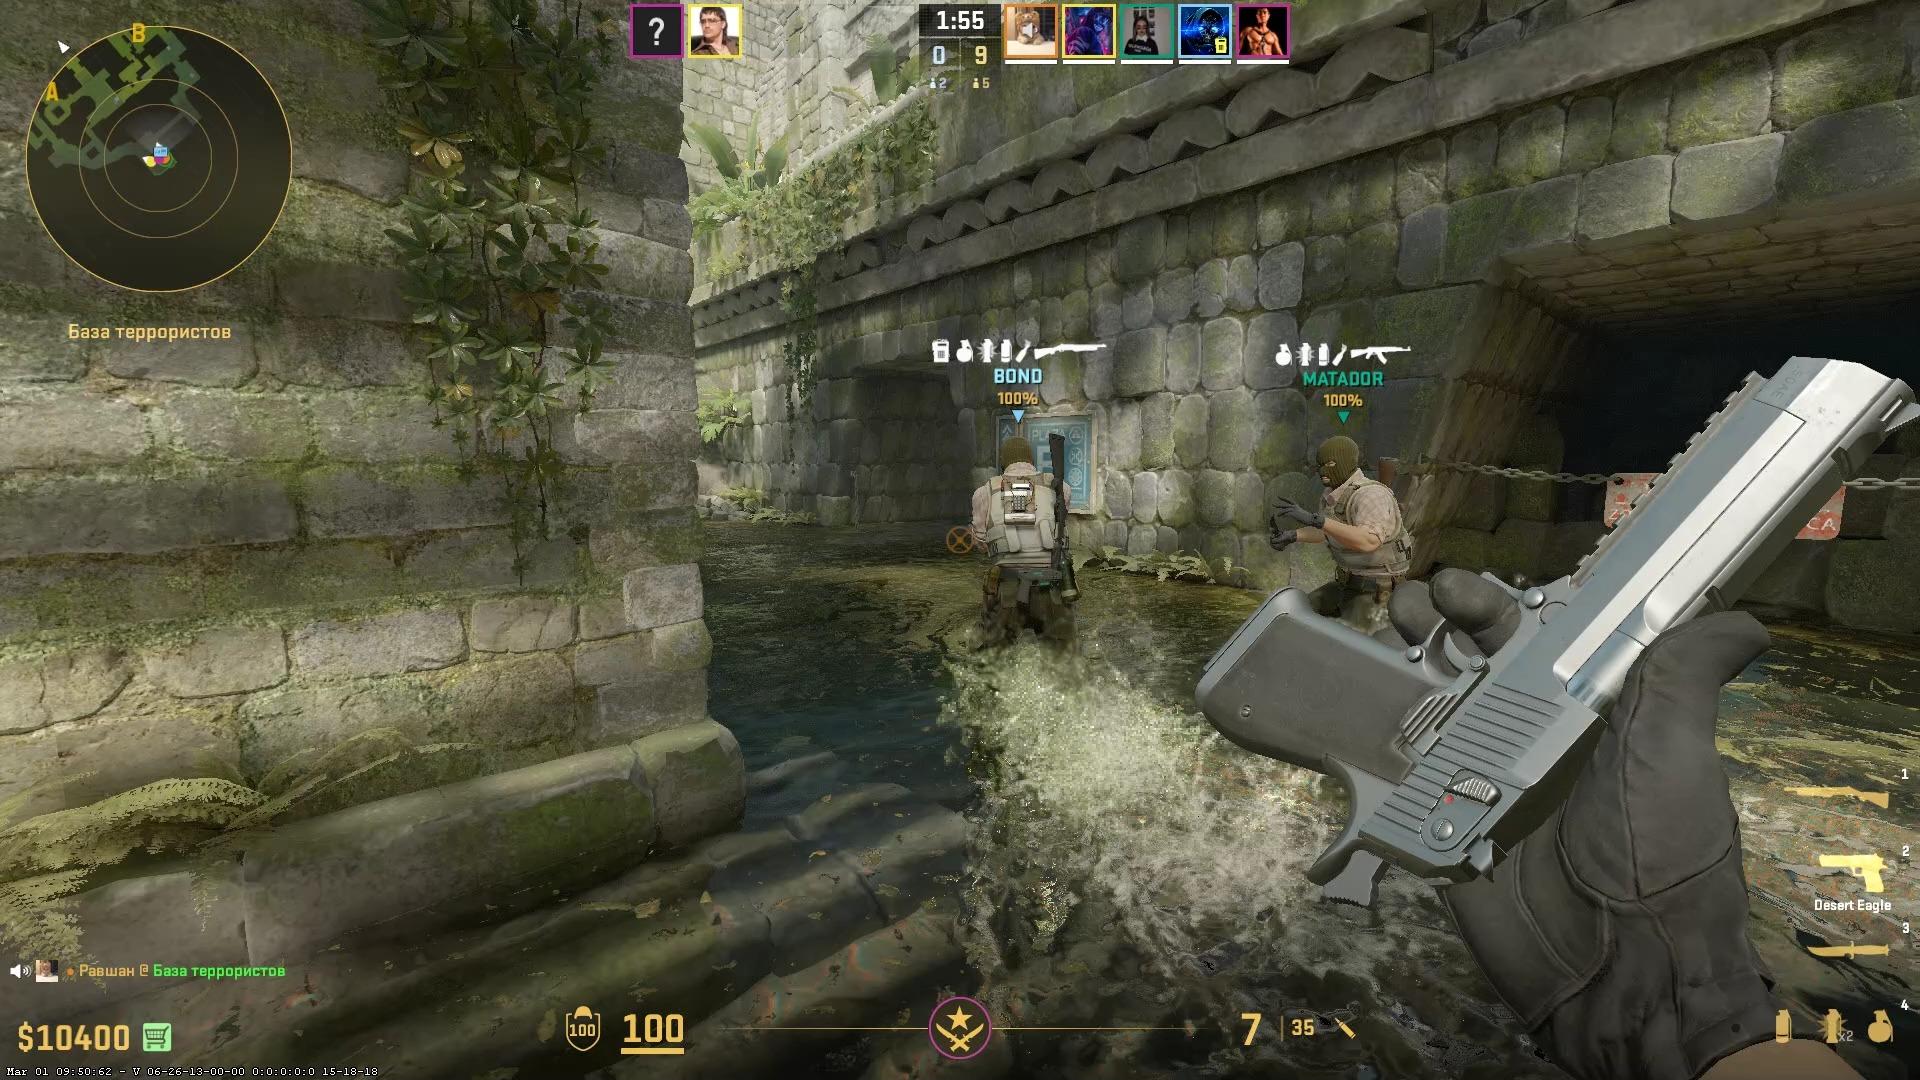 B
?
1:55
0 9
2 5
A
База террористов
BOND
100%
MATADOR
100%
PLAZA
CA
1
2
Desert Eagle
3
4
x2
Равшан @ База террористов
$10400
100
100
7 35
Mar 01 09:50:62 - V 06-26-13-00-00 0:0:0:0:0 15-18-18